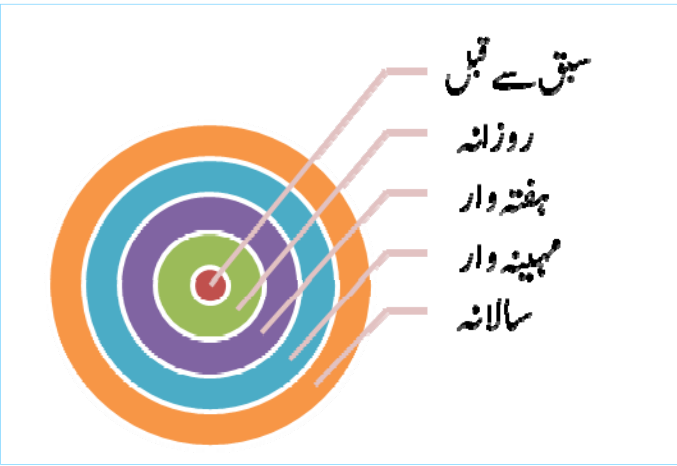 سبق سے قبل
روزانہ
ہفتہ وار
مہینہ وار
سالانہ